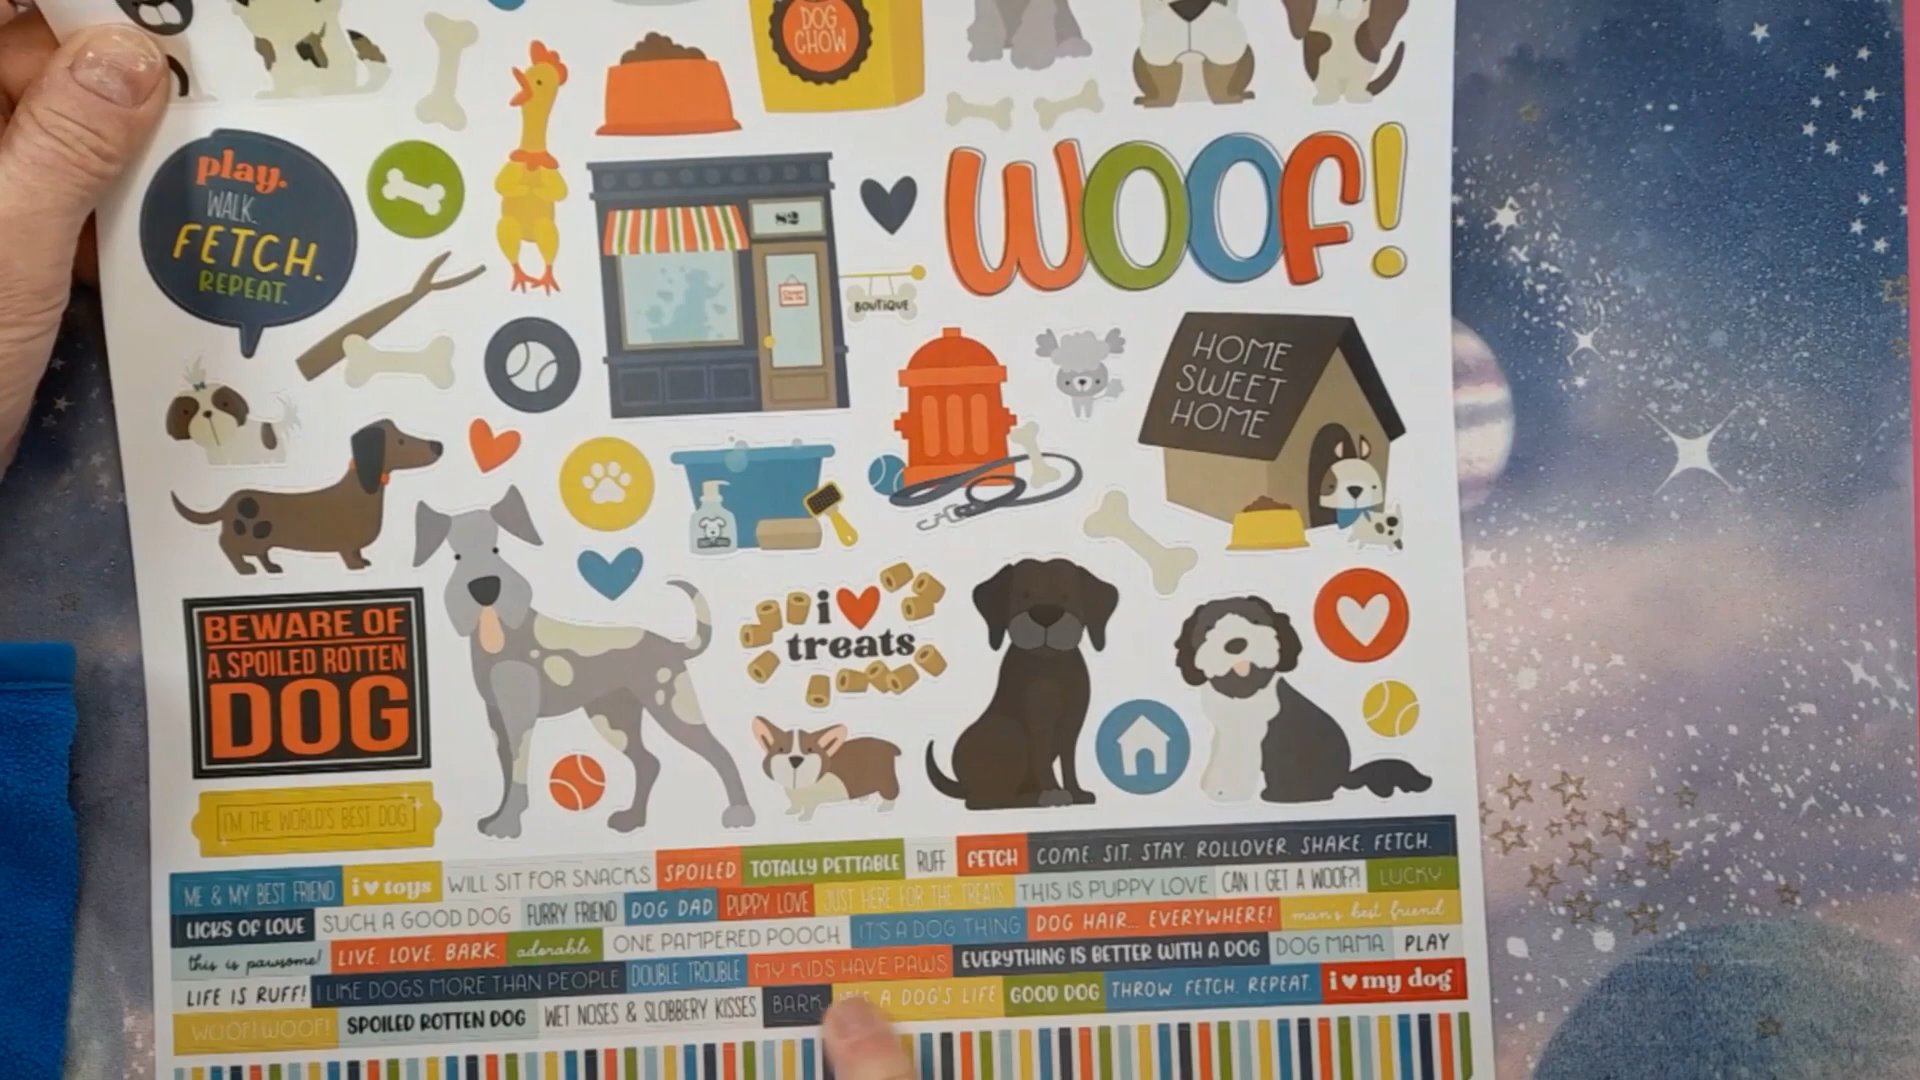 DOG
CHOW
play.
WALK.
FETCH.
REPEAT.
82
BOUTIQUE
WOOF!
HOME
SWEET
HOME
i
treats
BEWARE OF
A SPOILED ROTTEN
DOG
I'M THE WORLD'S BEST DOG
ME & MY BEST FRIEND i ♥ toys WILL SIT FOR SNACKS SPOILED TOTALLY PETTABLE RUFF FETCH COME. SIT. STAY. ROLLOVER. SHAKE. FETCH.
LICKS OF LOVE SUCH A GOOD DOG FURRY FRIEND DOG DAD PUPPY LOVE JUST HERE FOR THE TREATS THIS IS PUPPY LOVE CAN I GET A WOOF?! LUCKY
this is pawsome! LIVE. LOVE. BARK. adorable ONE PAMPERED POOCH IT'S A DOG THING DOG HAIR... EVERYWHERE! man's best friend
LIFE IS RUFF! I LIKE DOGS MORE THAN PEOPLE DOUBLE TROUBLE MY KIDS HAVE PAWS EVERYTHING IS BETTER WITH A DOG DOG MAMA PLAY
WOOF! WOOF! SPOILED ROTTEN DOG WET NOSES & SLOBBERY KISSES BARK A DOG'S LIFE GOOD DOG THROW. FETCH. REPEAT. i ♥ my dog